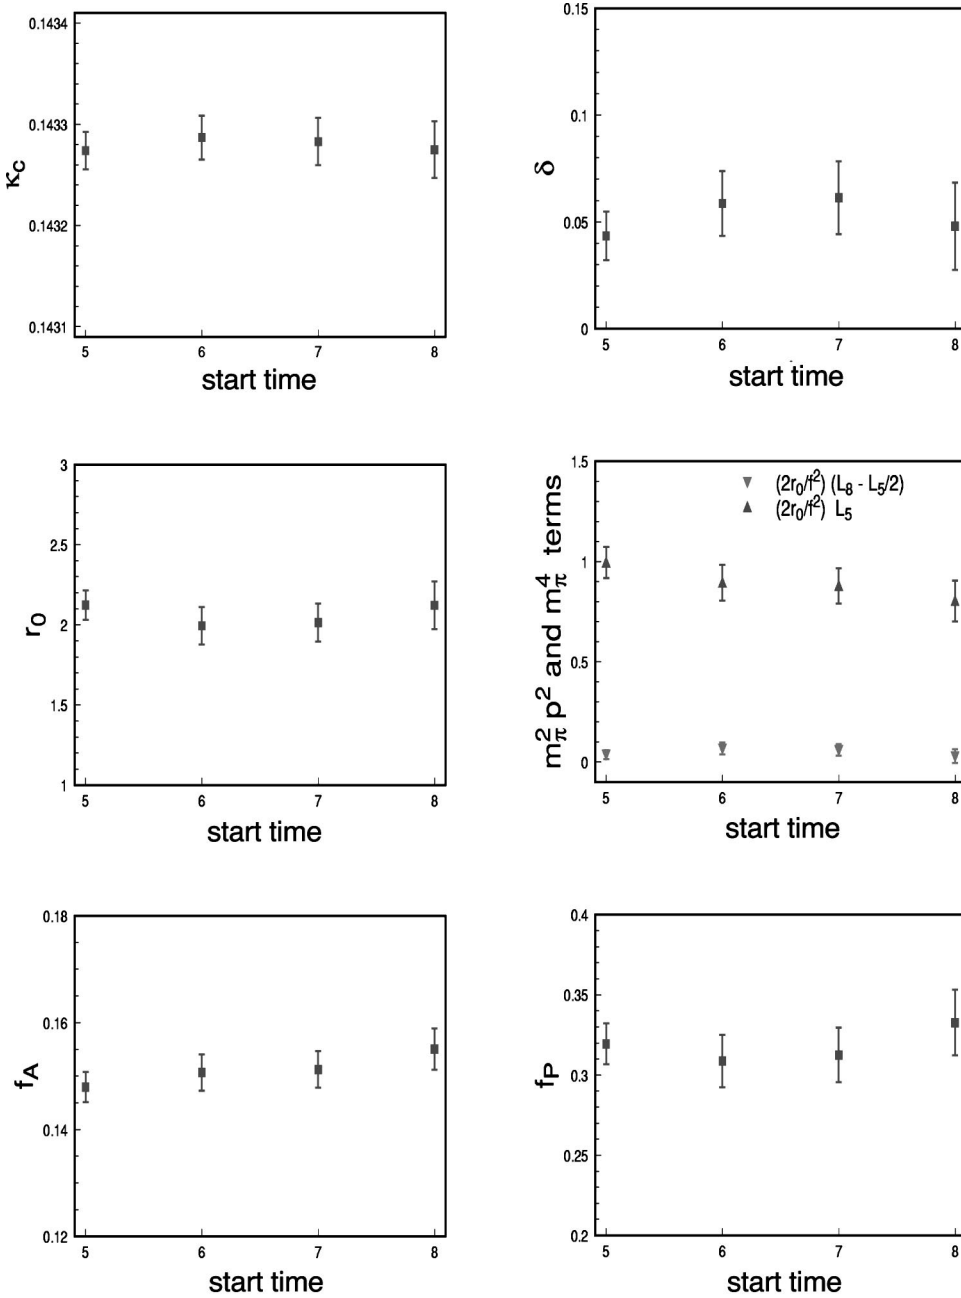 0.1434
0.1433
0.1432
0.1431
κC
5 6 7 8
start time
0.15
0.1
0.05
0
δ
5 6 7 8
start time
3
2.5
2
1.5
1
r0
5 6 7 8
start time
1.5
1
0.5
0
mπ² p² and mπ⁴ terms
(2r0/f²) (L8 - L5/2)
(2r0/f²) L5
5 6 7 8
start time
0.18
0.16
0.14
0.12
fA
5 6 7 8
start time
0.4
0.35
0.3
0.25
0.2
fP
5 6 7 8
start time